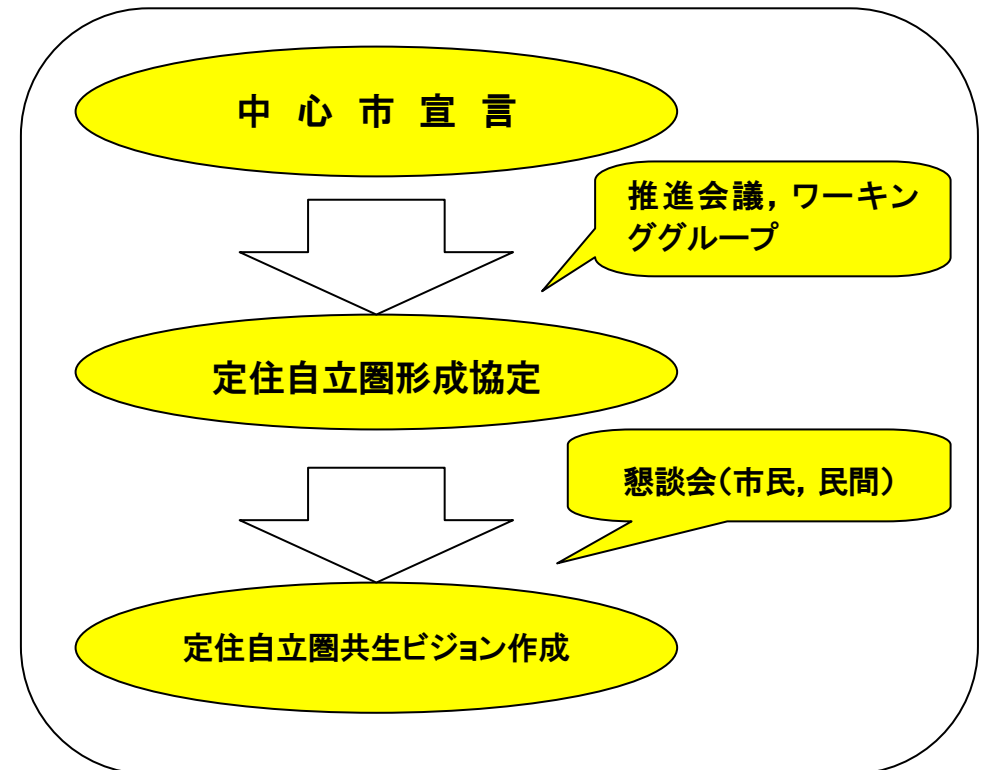 中 心 市 宣 言
推進会議，ワーキン
ググループ
定住自立圏形成協定
懇談会（市民，民間）
定住自立圏共生ビジョン作成